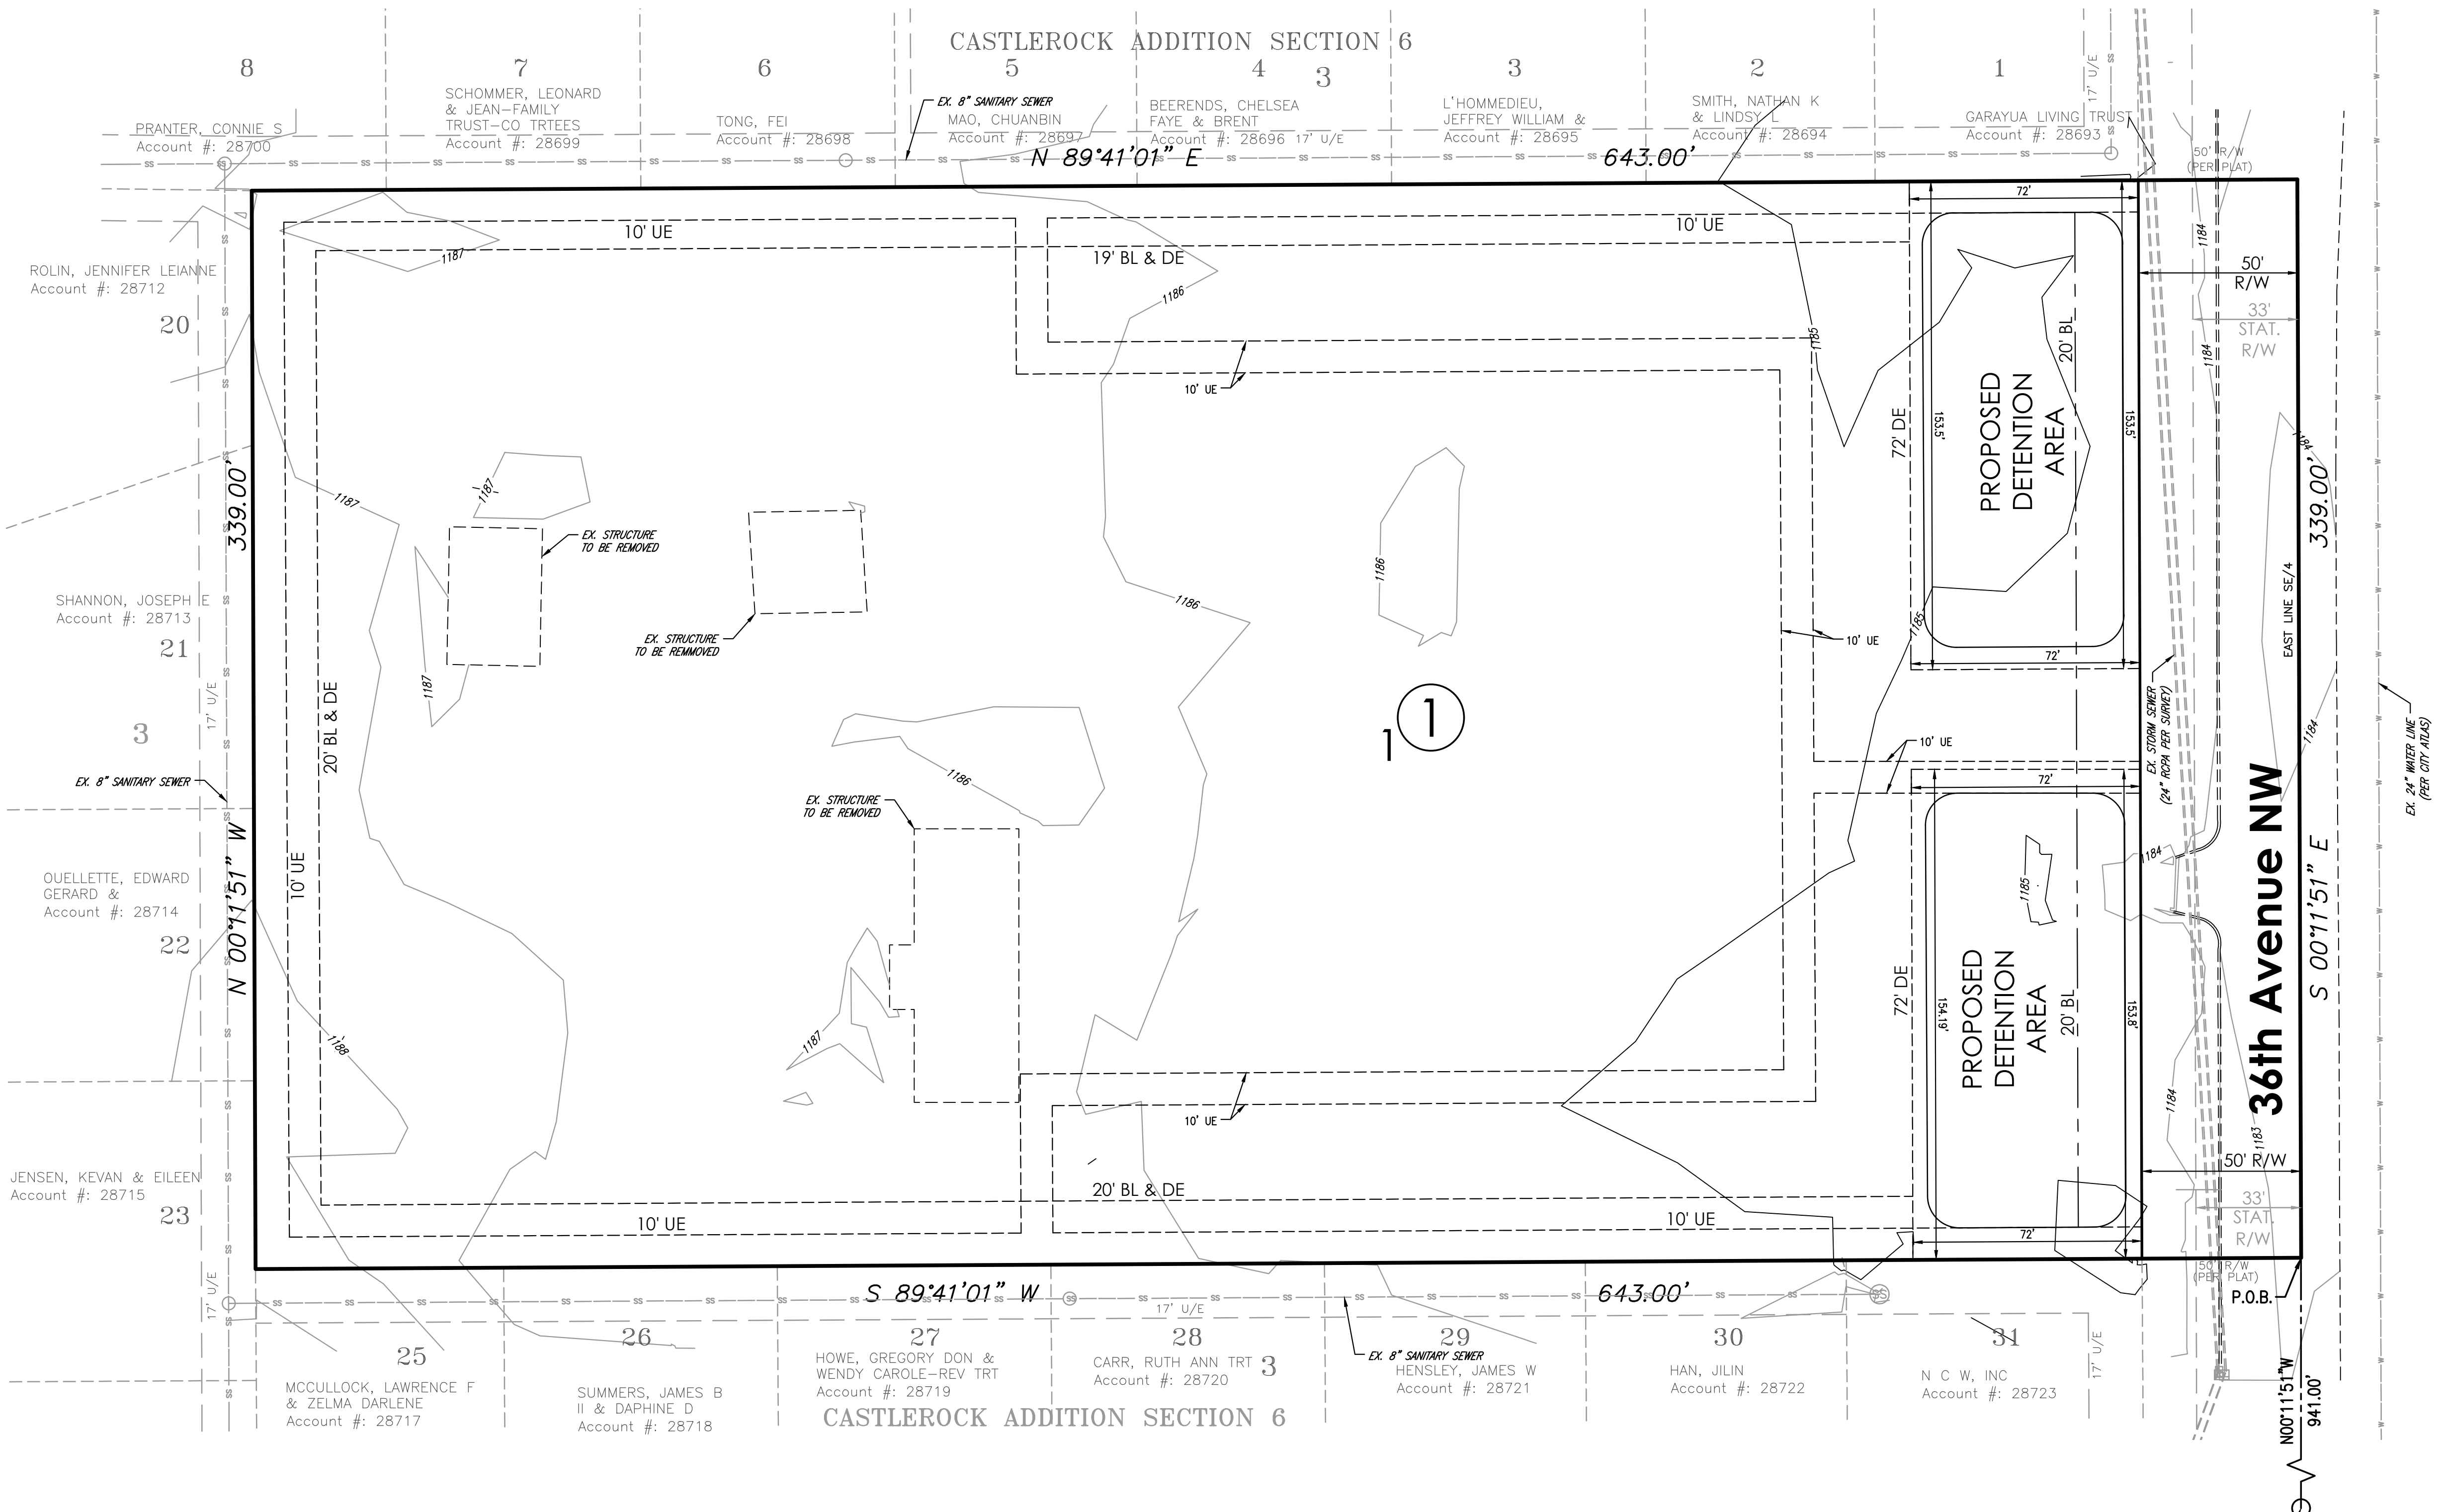 CASTLEROCK ADDITION SECTION 6
8
7
6
5
4
3
3
2
1
17' U/E
PRANTER, CONNIE S
Account #: 28700
SCHOMMER, LEONARD
& JEAN-FAMILY
TRUST-CO TRTEES
Account #: 28699
TONG, FEI
Account #: 28698
EX. 8" SANITARY SEWER
MAO, CHUANBIN
Account #: 28697
BEERENDS, CHELSEA
FAYE & BRENT
Account #: 28696
17' U/E
L'HOMMEDIEU,
JEFFREY WILLIAM &
Account #: 28695
SMITH, NATHAN K
& LINDSY L
Account #: 28694
GARAYUA LIVING TRUST
Account #: 28693
N 89°41'01" E
643.00'
50' R/W
(PER PLAT)
72'
10' UE
10' UE
19' BL & DE
1187
1186
1185
1184
1184
50'
R/W
33'
STAT.
R/W
ROLIN, JENNIFER LEIANNE
Account #: 28712
20
10' UE
20' BL
PROPOSED
DETENTION
AREA
72' DE
153.5'
153.5'
1184
339.00'
339.00'
1187
1187
EX. STRUCTURE
TO BE REMOVED
1186
EAST LINE SE/4
SHANNON, JOSEPH E
Account #: 28713
21
EX. STRUCTURE
TO BE REMMOVED
1186
10' UE
1185
72'
1187
17' U/E
3
20' BL & DE
1
1
EX. STORM SEWER
(24" RCPA PER SURVEY)
1184
EX. 24" WATER LINE
(PER CITY ATLAS)
10' UE
EX. 8" SANITARY SEWER
1186
EX. STRUCTURE
TO BE REMOVED
72'
36th Avenue NW
N 00°11'51" W
10' UE
S 00°11'51" E
OUELLETTE, EDWARD
GERARD &
Account #: 28714
22
1184
1185
PROPOSED
DETENTION
AREA
72' DE
20' BL
154.19'
153.8'
1188
1187
1184
1183
10' UE
JENSEN, KEVAN & EILEEN
Account #: 28715
23
20' BL & DE
50' R/W
33'
STAT.
R/W
10' UE
10' UE
72'
50' R/W
(PER PLAT)
17' U/E
S 89°41'01" W
643.00'
17' U/E
P.O.B.
25
26
27
28
3
29
30
31
17' U/E
EX. 8" SANITARY SEWER
MCCULLOCK, LAWRENCE F
& ZELMA DARLENE
Account #: 28717
SUMMERS, JAMES B
II & DAPHINE D
Account #: 28718
HOWE, GREGORY DON &
WENDY CAROLE-REV TRT
Account #: 28719
CARR, RUTH ANN TRT
Account #: 28720
HENSLEY, JAMES W
Account #: 28721
HAN, JILIN
Account #: 28722
N C W, INC
Account #: 28723
N00°11'51"W
941.00'
CASTLEROCK ADDITION SECTION 6